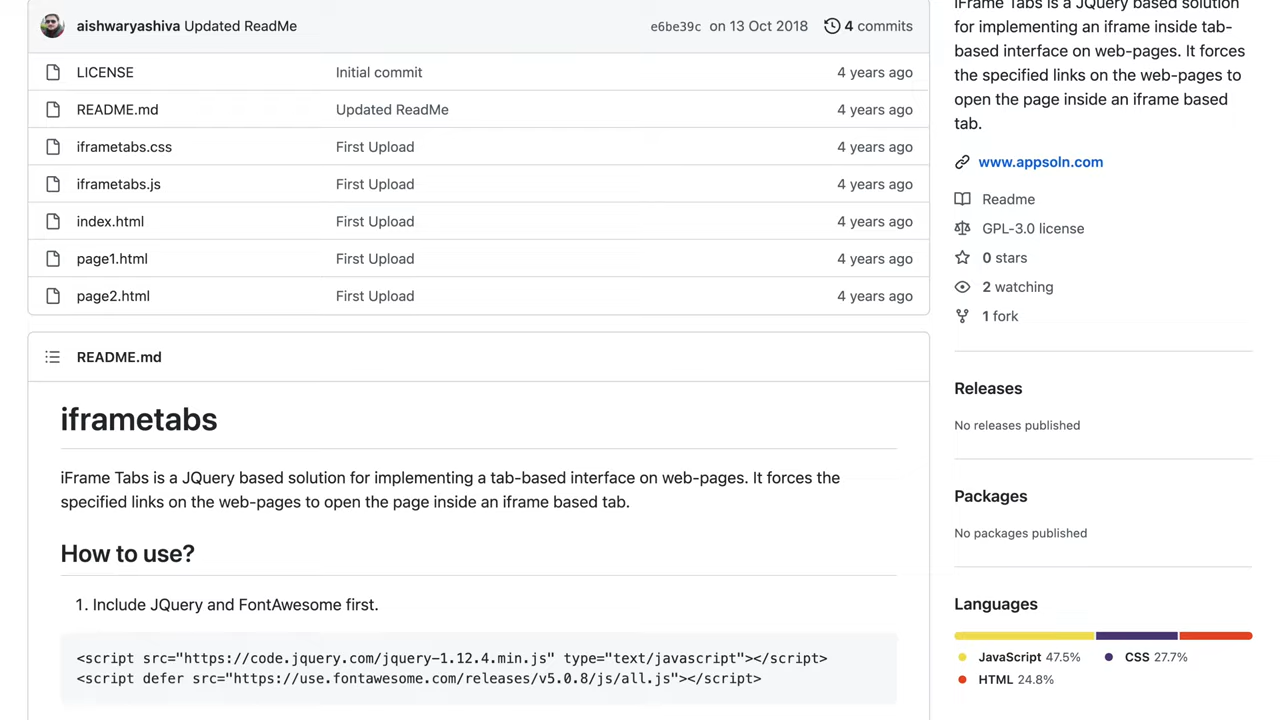 aishwaryashiva Updated ReadMe
e6be39c on 13 Oct 2018 4 commits
LICENSE Initial commit 4 years ago
README.md Updated ReadMe 4 years ago
iframetabs.css First Upload 4 years ago
iframetabs.js First Upload 4 years ago
index.html First Upload 4 years ago
page1.html First Upload 4 years ago
page2.html First Upload 4 years ago
README.md
iframetabs
iFrame Tabs is a JQuery based solution for implementing a tab-based interface on web-pages. It forces the
specified links on the web-pages to open the page inside an iframe based tab.
How to use?
1. Include JQuery and FontAwesome first.
<script src="https://code.jquery.com/jquery-1.12.4.min.js" type="text/javascript"></script>
<script defer src="https://use.fontawesome.com/releases/v5.0.8/js/all.js"></script>
iFrame Tabs is a JQuery based solution
for implementing an iframe inside tab-
based interface on web-pages. It forces
the specified links on the web-pages to
open the page inside an iframe based
tab.
www.appsoln.com
Readme
GPL-3.0 license
0 stars
2 watching
1 fork
Releases
No releases published
Packages
No packages published
Languages
JavaScript 47.5% CSS 27.7%
HTML 24.8%